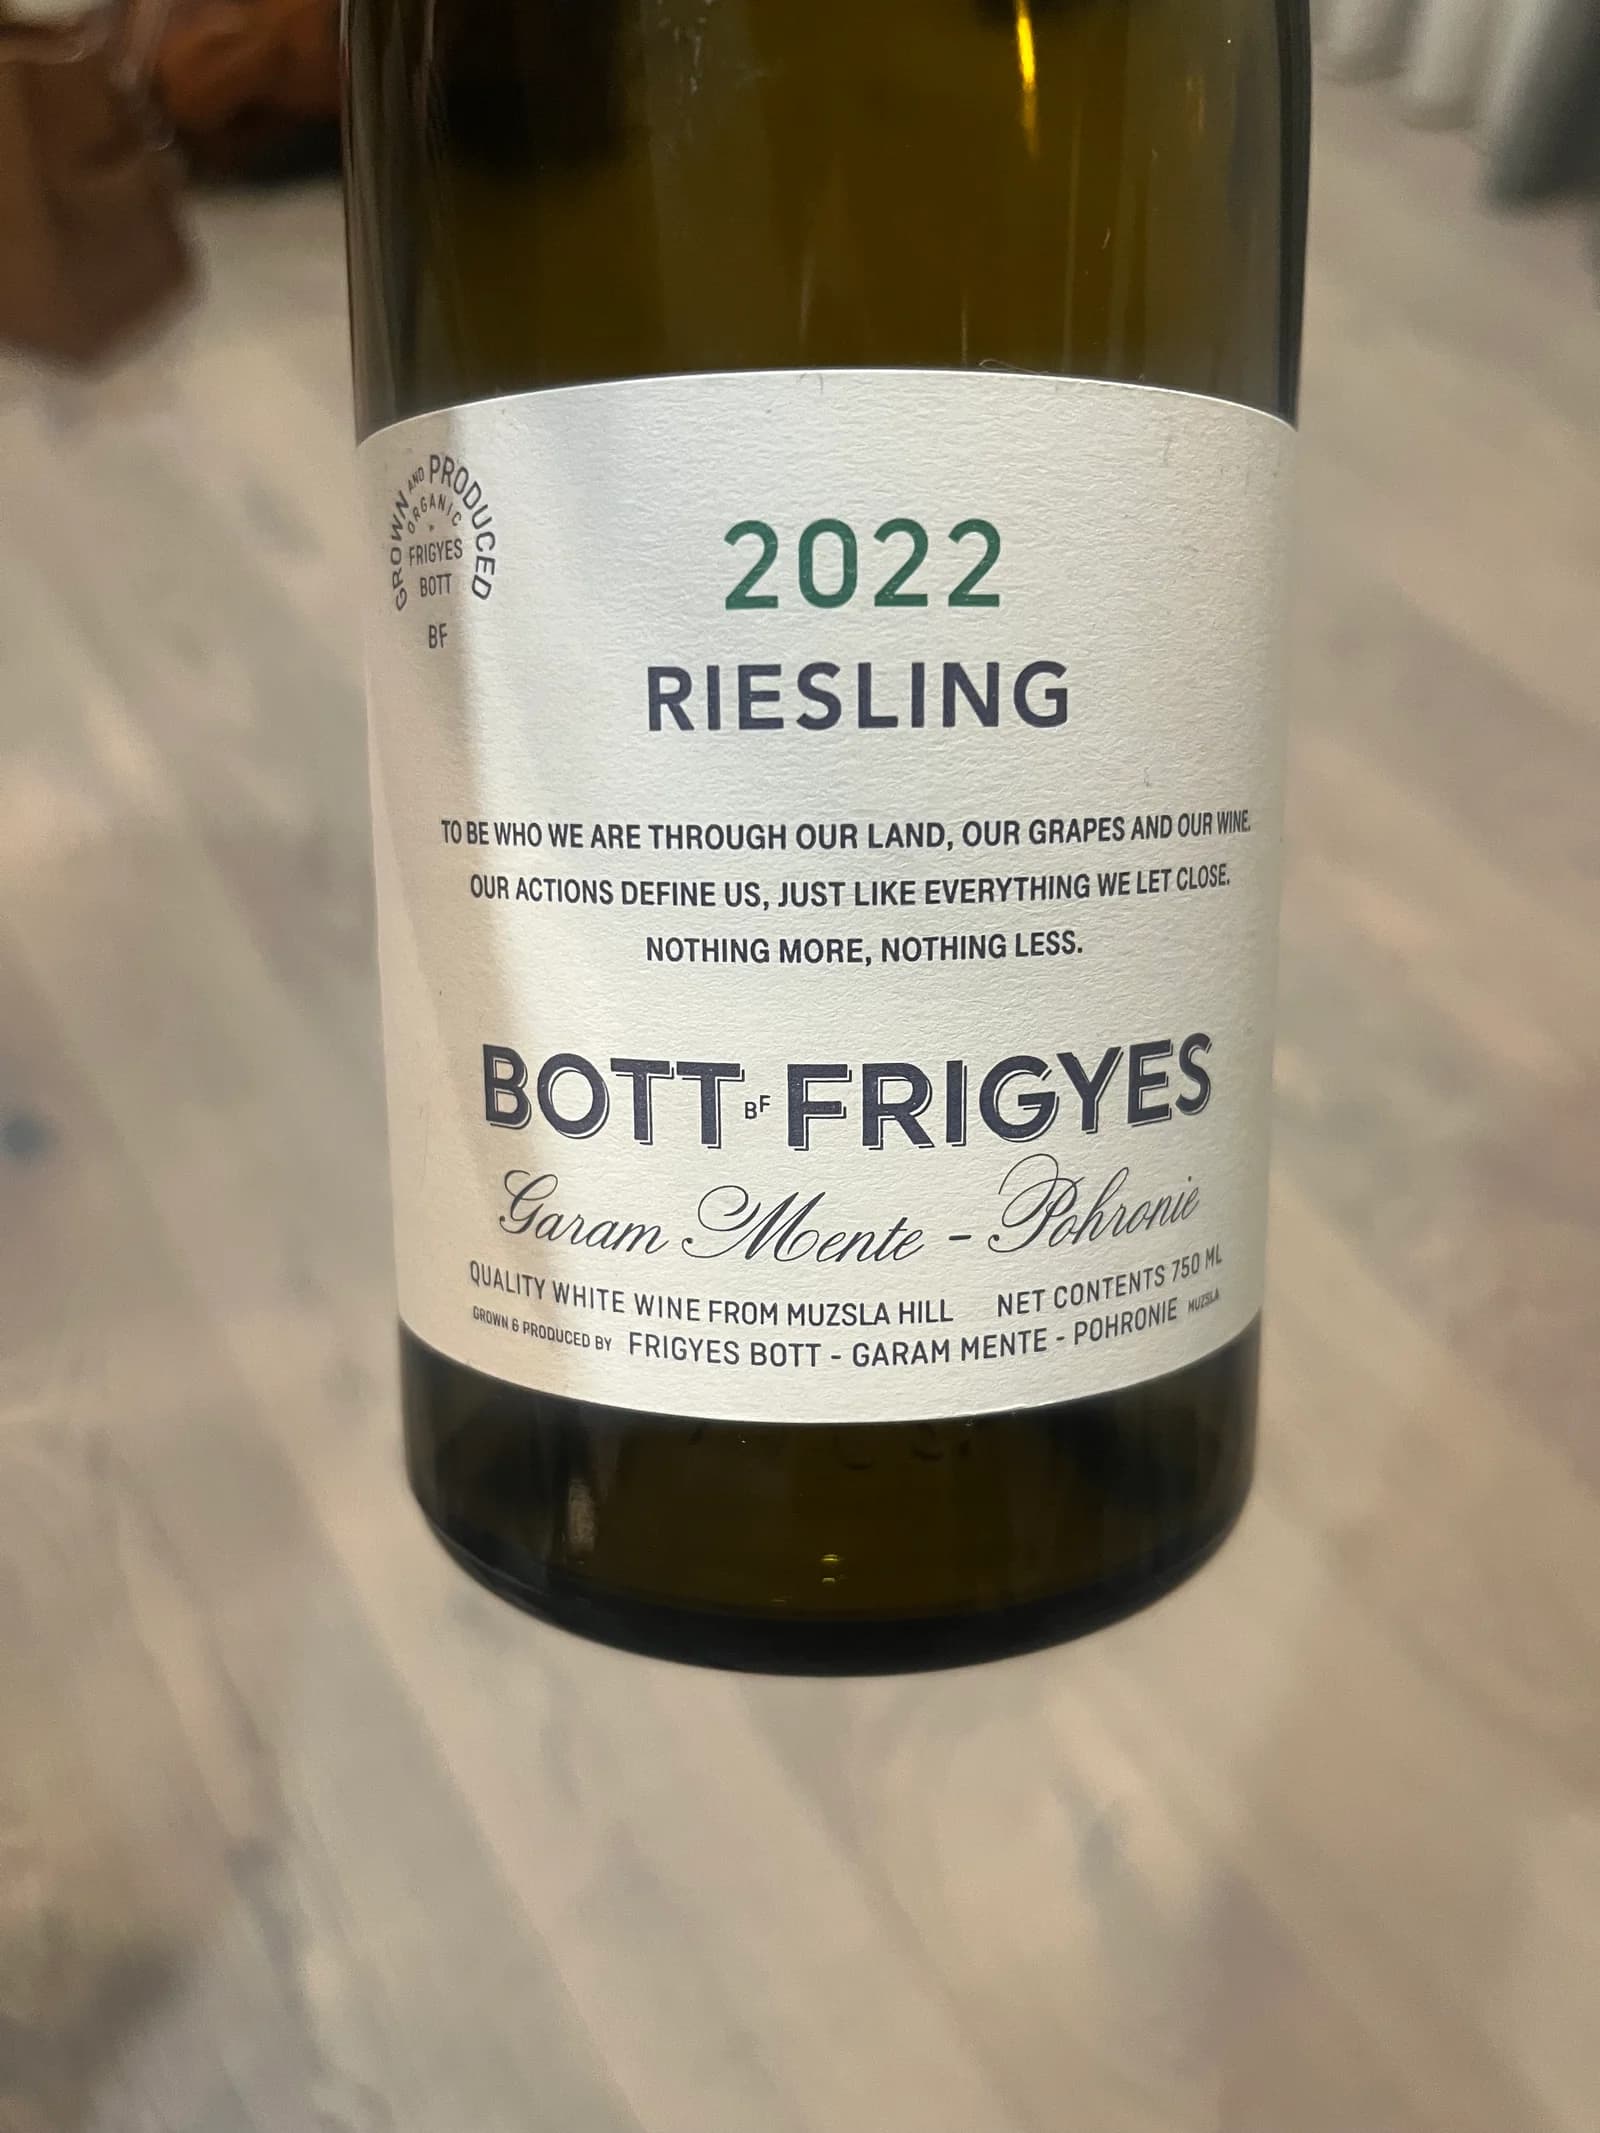 GROWN AND PRODUCED
ORGANIC
FRIGYES
BOTT
BF
2022
RIESLING
TO BE WHO WE ARE THROUGH OUR LAND, OUR GRAPES AND OUR WINE.
OUR ACTIONS DEFINE US, JUST LIKE EVERYTHING WE LET CLOSE.
NOTHING MORE, NOTHING LESS.
BOTT BF FRIGYES
Garam Mente - Pohronie
QUALITY WHITE WINE FROM MUZSLA HILL NET CONTENTS 750 ML
GROWN & PRODUCED BY FRIGYES BOTT - GARAM MENTE - POHRONIE MUZSLA